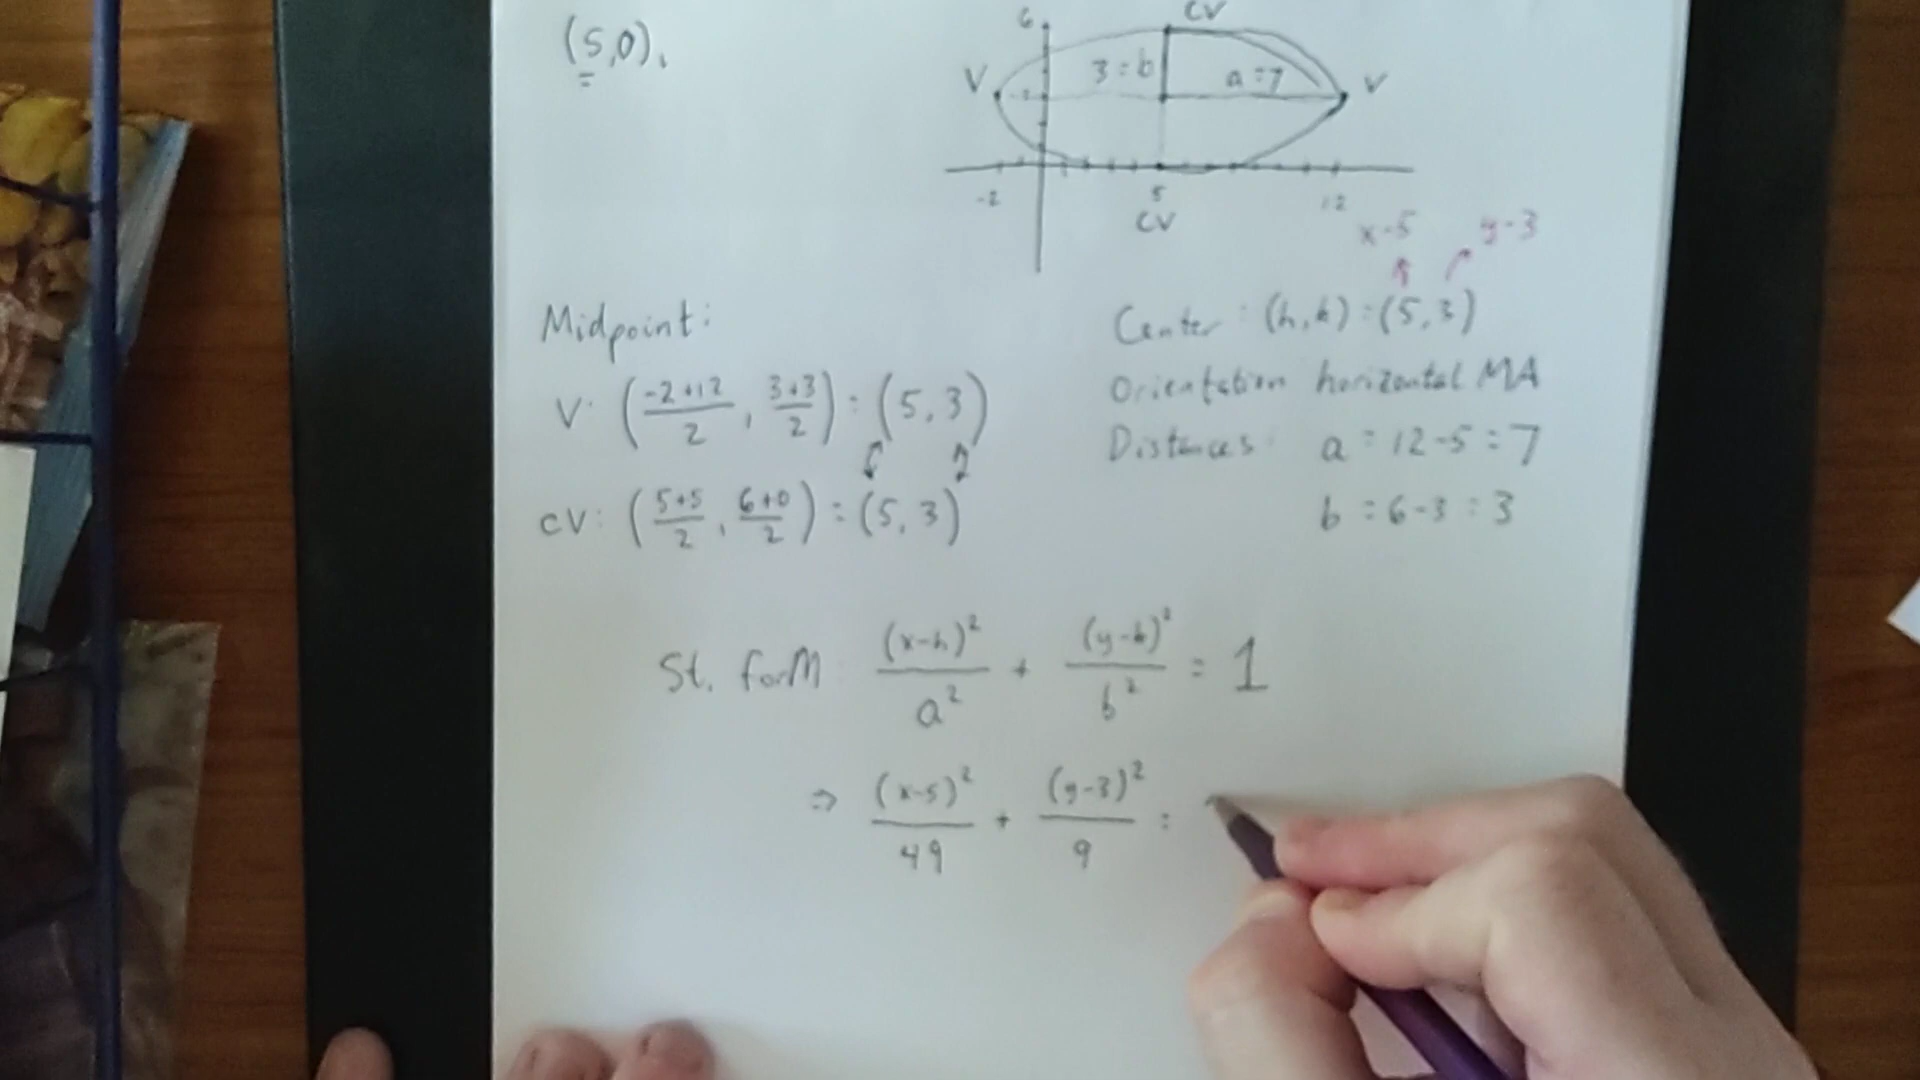 (5,0).
6 CV
V 3 = b a = 7 V
-2 5 12
CV
x-5 y-3
Midpoint:
V: (-2+12/2, 3+3/2) = (5,3)
CV: (5+5/2, 6+0/2) = (5,3)
Center: (h,k) = (5,3)
Orientation horizontal MA
Distances: a = 12-5 = 7
b = 6-3 = 3
St. forM: (x-h)²/a² + (y-k)²/b² = 1
⇒ (x-5)²/49 + (y-3)²/9 =